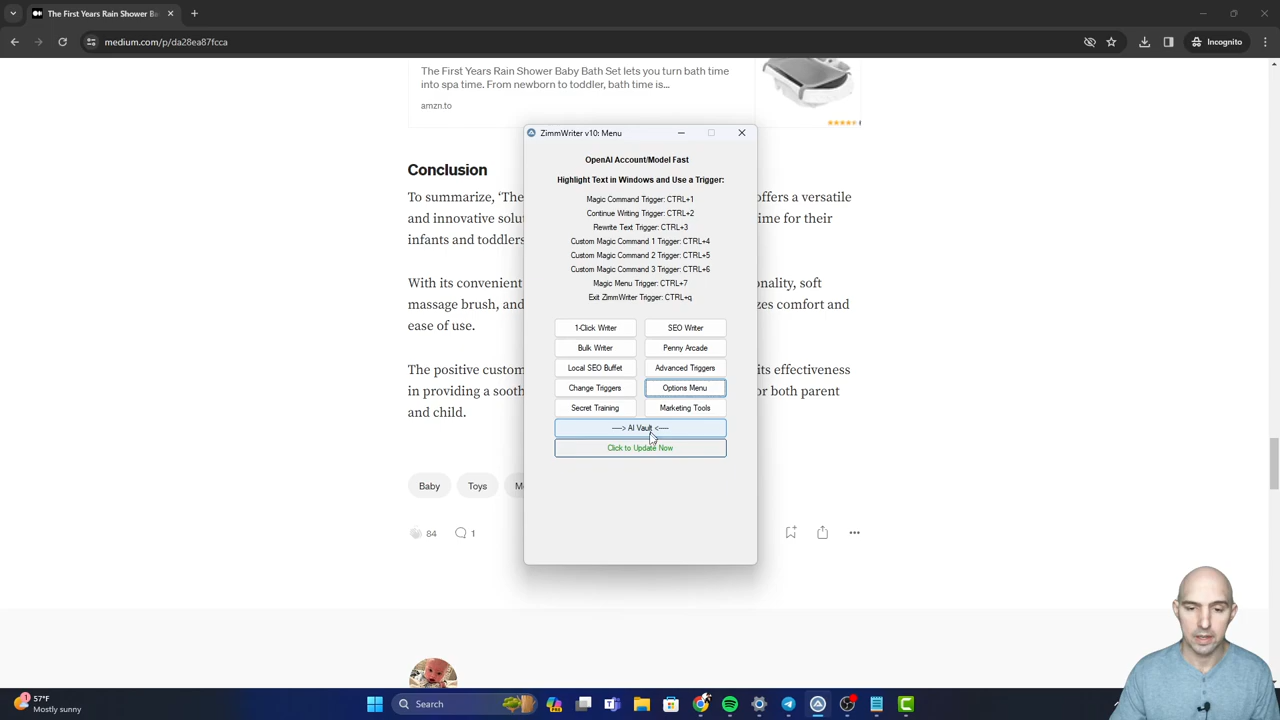 The First Years Rain Shower Ba
medium.com/p/da28ea87fcca
Incognito
The First Years Rain Shower Baby Bath Set lets you turn bath time
into spa time. From newborn to toddler, bath time is...
amzn.to
Conclusion
To summarize, ‘The
offers a versatile
and innovative solu
time for their
infants and toddlers
With its convenient
onality, soft
massage brush, and
izes comfort and
ease of use.
The positive custom
its effectiveness
in providing a sooth
or both parent
and child.
Baby
Toys
84
1
ZimmWriter v10: Menu
OpenAI Account/Model Fast
Highlight Text in Windows and Use a Trigger:
Magic Command Trigger: CTRL+1
Continue Writing Trigger: CTRL+2
Rewrite Text Trigger: CTRL+3
Custom Magic Command 1 Trigger: CTRL+4
Custom Magic Command 2 Trigger: CTRL+5
Custom Magic Command 3 Trigger: CTRL+6
Magic Menu Trigger: CTRL+7
Exit ZimmWriter Trigger: CTRL+q
1-Click Writer
SEO Writer
Bulk Writer
Penny Arcade
Local SEO Buffet
Advanced Triggers
Change Triggers
Options Menu
Secret Training
Marketing Tools
----> AI Vault <----
Click to Update Now
1
57°F
Mostly sunny
Search